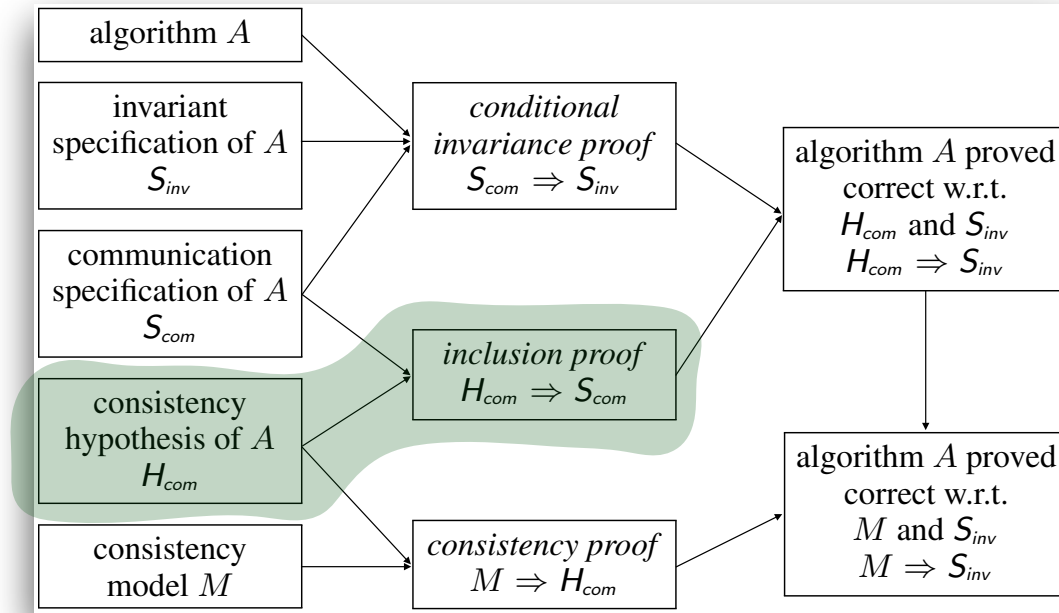 algorithm A
invariant
specification of A
S_inv
communication
specification of A
S_com
consistency
hypothesis of A
H_com
consistency
model M
conditional
invariance proof
S_com ⇒ S_inv
inclusion proof
H_com ⇒ S_com
consistency proof
M ⇒ H_com
algorithm A proved
correct w.r.t.
H_com and S_inv
H_com ⇒ S_inv
algorithm A proved
correct w.r.t.
M and S_inv
M ⇒ S_inv